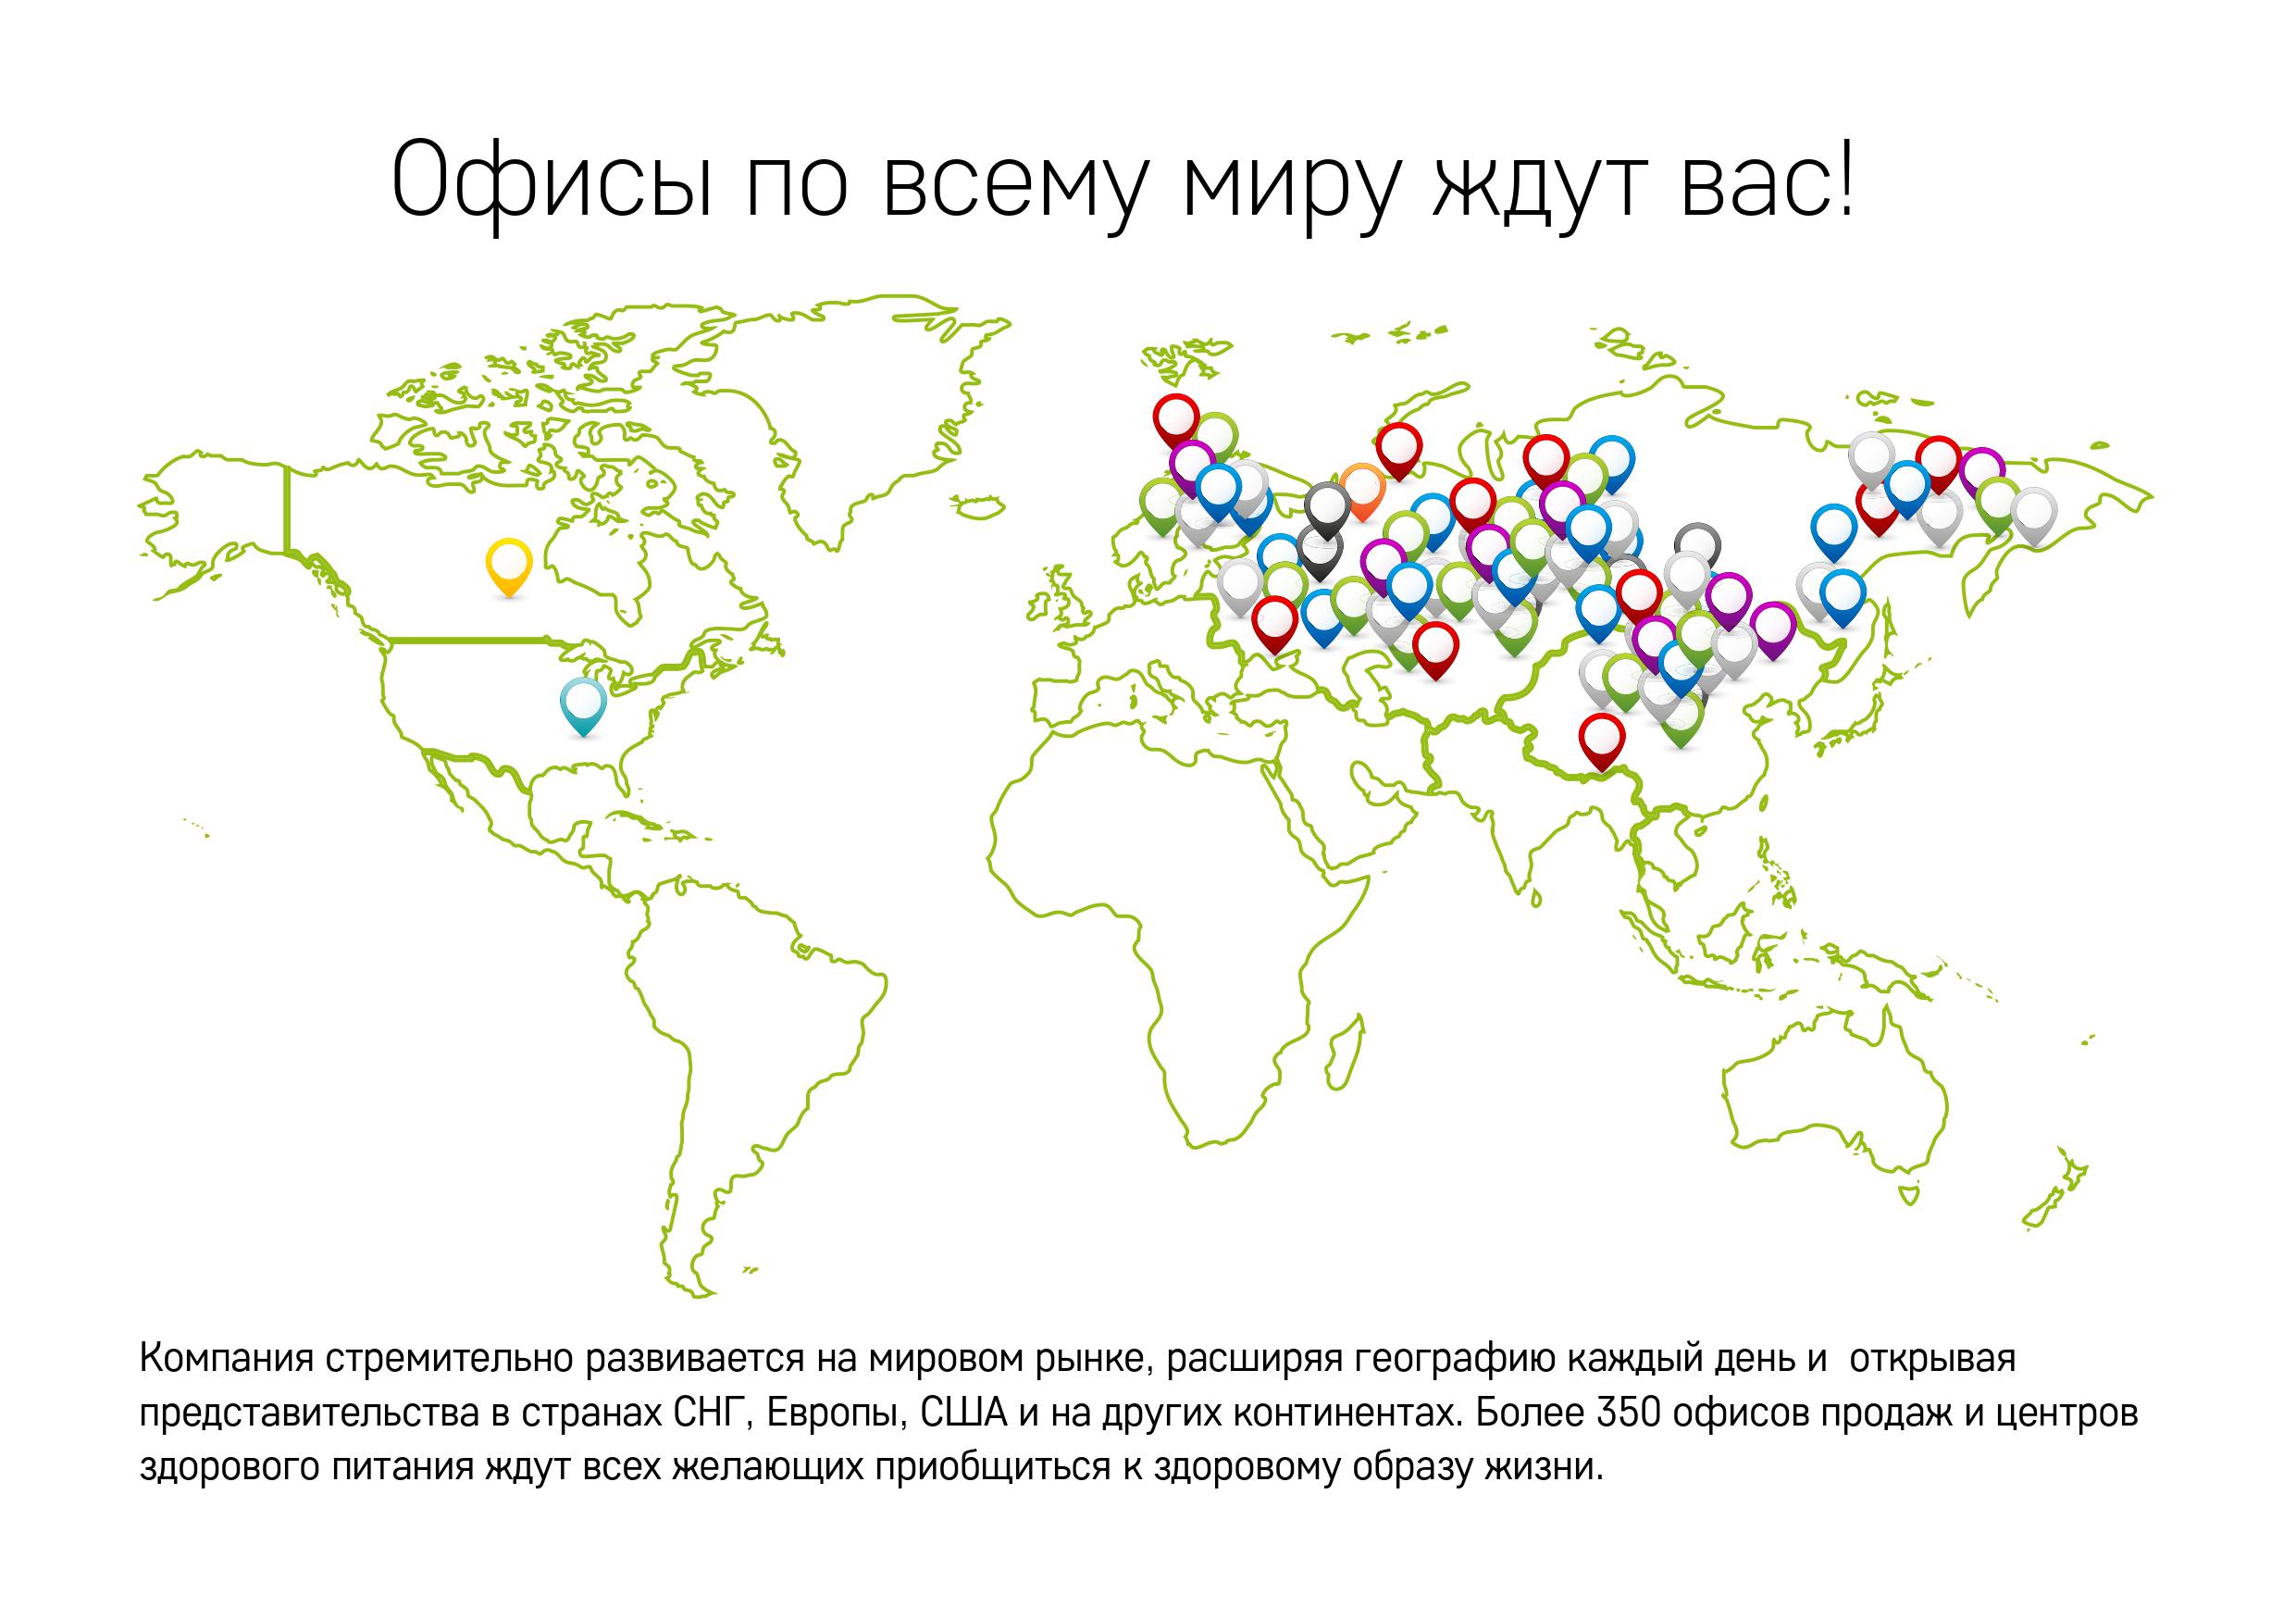 Офисы по всему миру ждут вас!
Компания стремительно развивается на мировом рынке, расширяя географию каждый день и  открывая
представительства в странах СНГ, Европы, США и на других континентах. Более 350 офисов продаж и центров
здорового питания ждут всех желающих приобщиться к здоровому образу жизни.